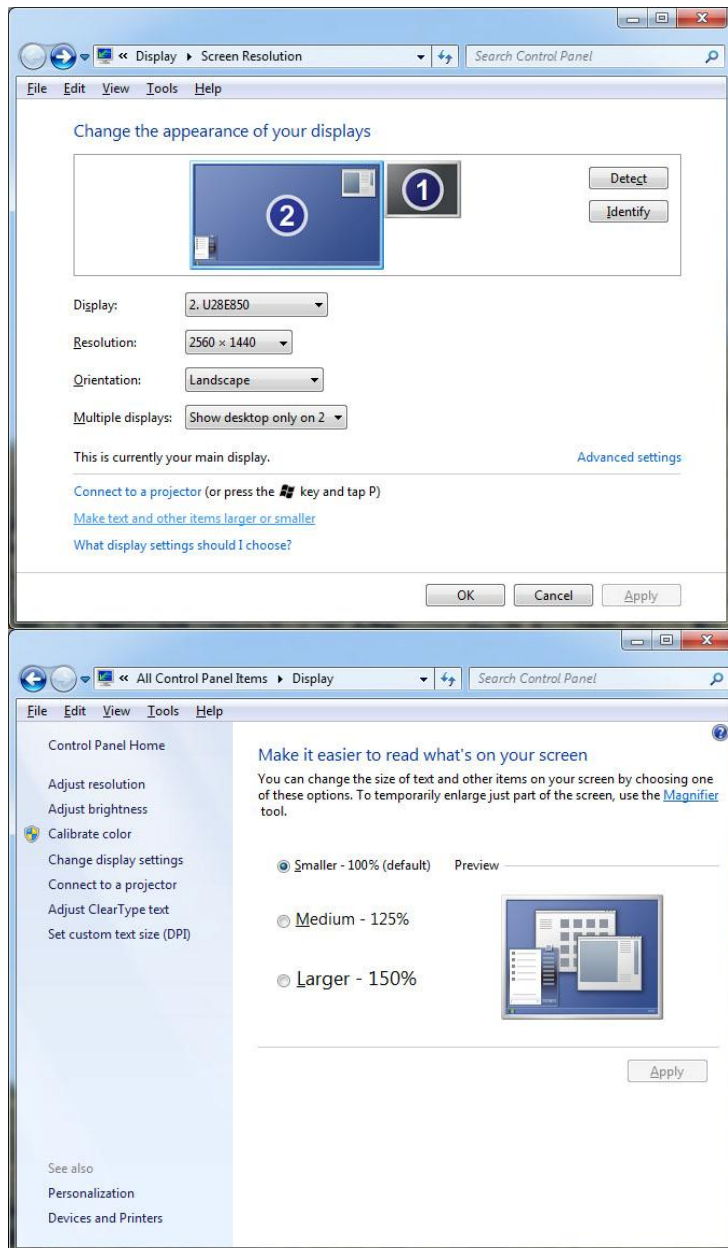 « Display ▸ Screen Resolution
Search Control Panel
File Edit View Tools Help
Change the appearance of your displays
2
1
Detect
Identify
Display: 2. U28E850
Resolution: 2560 × 1440
Orientation: Landscape
Multiple displays: Show desktop only on 2
This is currently your main display.
Advanced settings
Connect to a projector (or press the key and tap P)
Make text and other items larger or smaller
What display settings should I choose?
OK Cancel Apply
« All Control Panel Items ▸ Display
Search Control Panel
File Edit View Tools Help
Control Panel Home
Adjust resolution
Adjust brightness
Calibrate color
Change display settings
Connect to a projector
Adjust ClearType text
Set custom text size (DPI)
See also
Personalization
Devices and Printers
Make it easier to read what's on your screen
You can change the size of text and other items on your screen by choosing one
of these options. To temporarily enlarge just part of the screen, use the Magnifier
tool.
Smaller - 100% (default) Preview
Medium - 125%
Larger - 150%
Apply